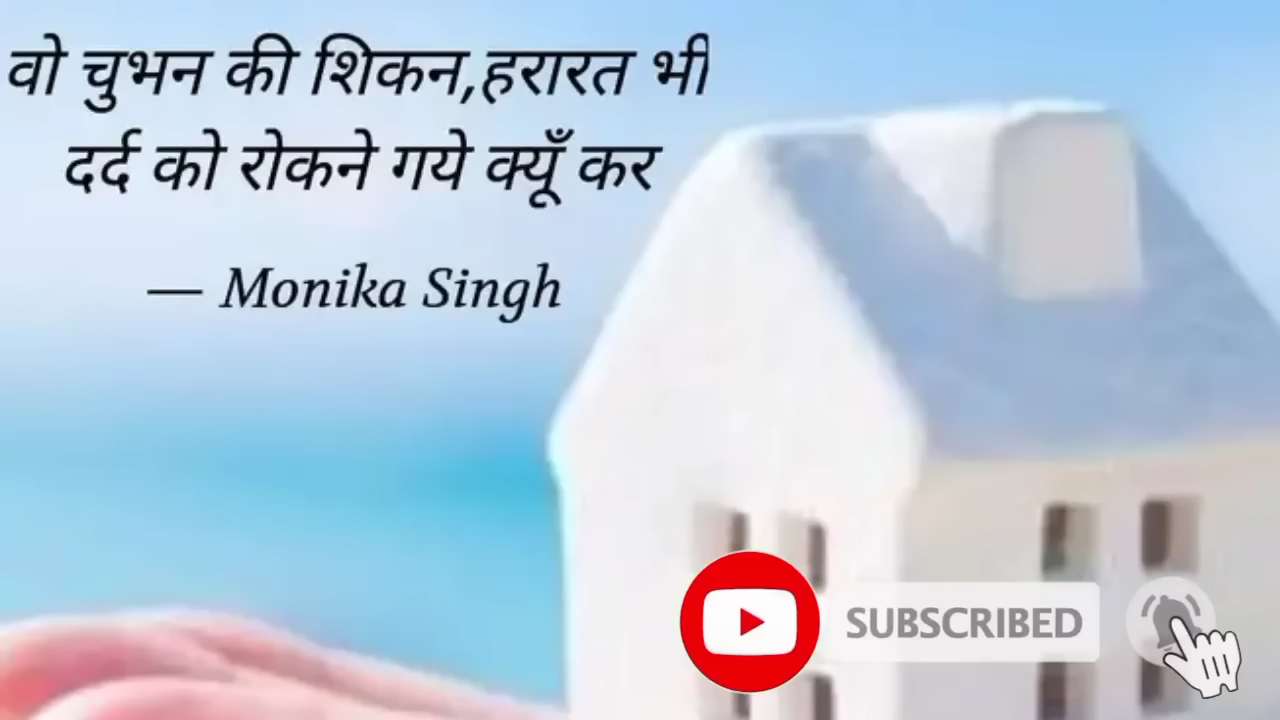 वो चुभन की शिकन,हरारत भी
दर्द को रोकने गये क्यूँ कर
— Monika Singh
SUBSCRIBED